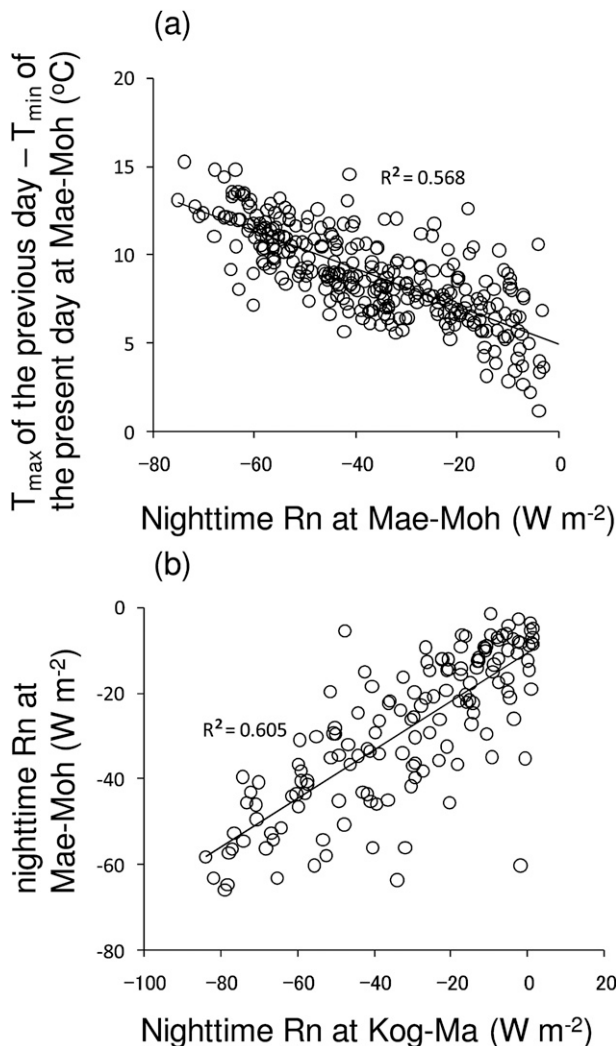 (a)
T_max of the previous day – T_min of
the present day at Mae-Moh (ºC)
20
15
10
5
0
R² = 0.568
−80
−60
−40
−20
0
Nighttime Rn at Mae-Moh (W m⁻²)
(b)
nighttime Rn at
Mae-Moh (W m⁻²)
0
-20
-40
-60
-80
R² = 0.605
−100
−80
−60
−40
−20
0
20
Nighttime Rn at Kog-Ma (W m⁻²)